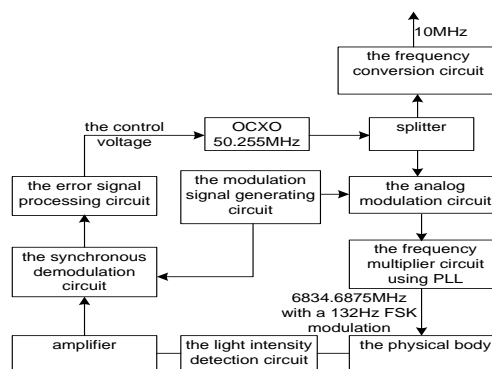 10MHz
the frequency
conversion circuit
the control
voltage
OCXO
50.255MHz
splitter
the error signal
processing circuit
the modulation
signal generating
circuit
the analog
modulation circuit
the synchronous
demodulation
circuit
the frequency
multiplier circuit
using PLL
6834.6875MHz
with a 132Hz FSK
modulation
amplifier
the light intensity
detection circuit
the physical body